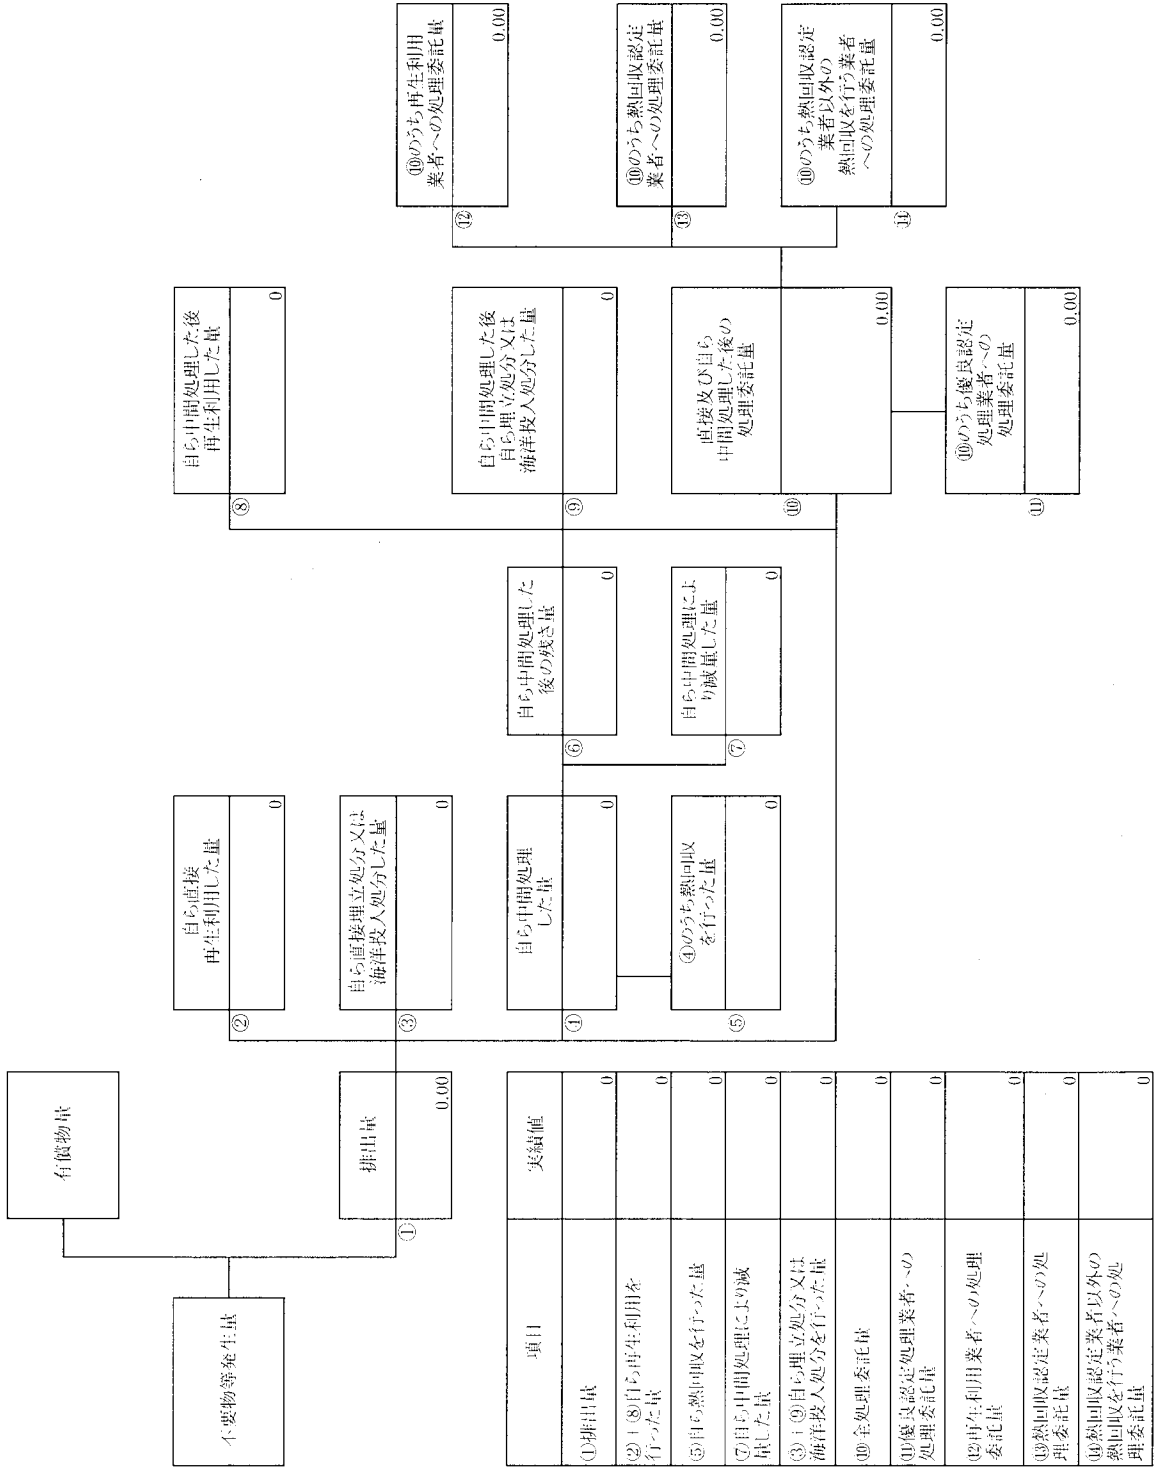 有償物量
不要物等発生量
排出量
①
0.00
自ら直接
再生利用した量
②
0
自ら直接埋立処分又は
海洋投入処分した量
③
0
自ら中間処理
した量
④
0
④のうち熱回収
を行った量
⑤
0
自ら中間処理した
後の残さ量
⑥
0
自ら中間処理によ
り減量した量
⑦
0
自ら中間処理した後
再生利用した量
⑧
0
自ら中間処理した後
自ら埋立処分又は
海洋投入処分した量
⑨
0
直接及び自ら
中間処理した後の
処理委託量
⑩
0.00
⑩のうち優良認定
処理業者への
処理委託量
⑪
0.00
⑩のうち再生利用
業者への処理委託量
⑫
0.00
⑩のうち熱回収認定
業者への処理委託量
⑬
0.00
⑩のうち熱回収認定
業者以外の
熱回収を行う業者
への処理委託量
⑭
0.00
項目 実績値
①排出量 0
②+⑧自ら再生利用を
行った量 0
⑤自ら熱回収を行った量 0
⑦自ら中間処理により減
量した量 0
③+⑨自ら埋立処分又は
海洋投入処分を行った量 0
⑩全処理委託量 0
⑪優良認定処理業者への
処理委託量 0
⑫再生利用業者への処理
委託量 0
⑬熱回収認定業者への処
理委託量 0
⑭熱回収認定業者以外の
熱回収を行う業者への処
理委託量 0